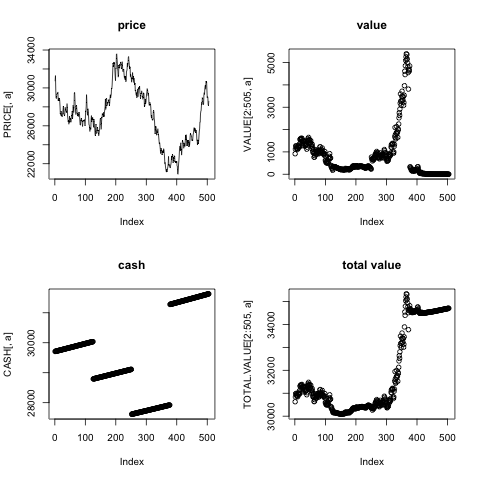 price
PRICE[, a]
22000 26000 30000 34000
0 100 200 300 400 500
Index
value
VALUE[2:505, a]
0 1000 3000 5000
0 100 200 300 400 500
Index
cash
CASH[, a]
28000 30000
0 100 200 300 400 500
Index
total value
TOTAL.VALUE[2:505, a]
30000 32000 34000
0 100 200 300 400 500
Index